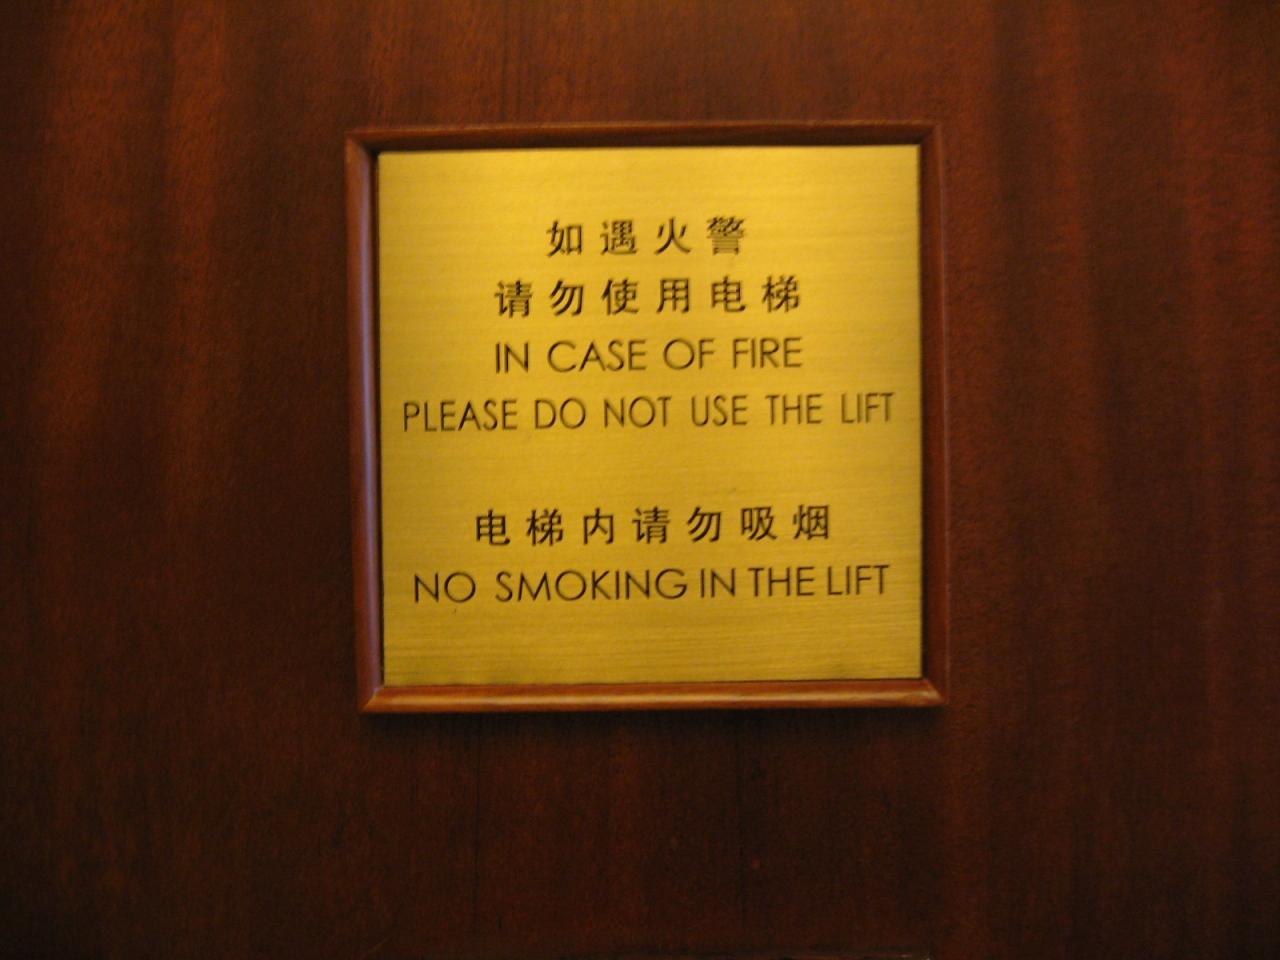 如遇火警
请勿使用电梯
IN CASE OF FIRE
PLEASE DO NOT USE THE LIFT
电梯内请勿吸烟
NO SMOKING IN THE LIFT